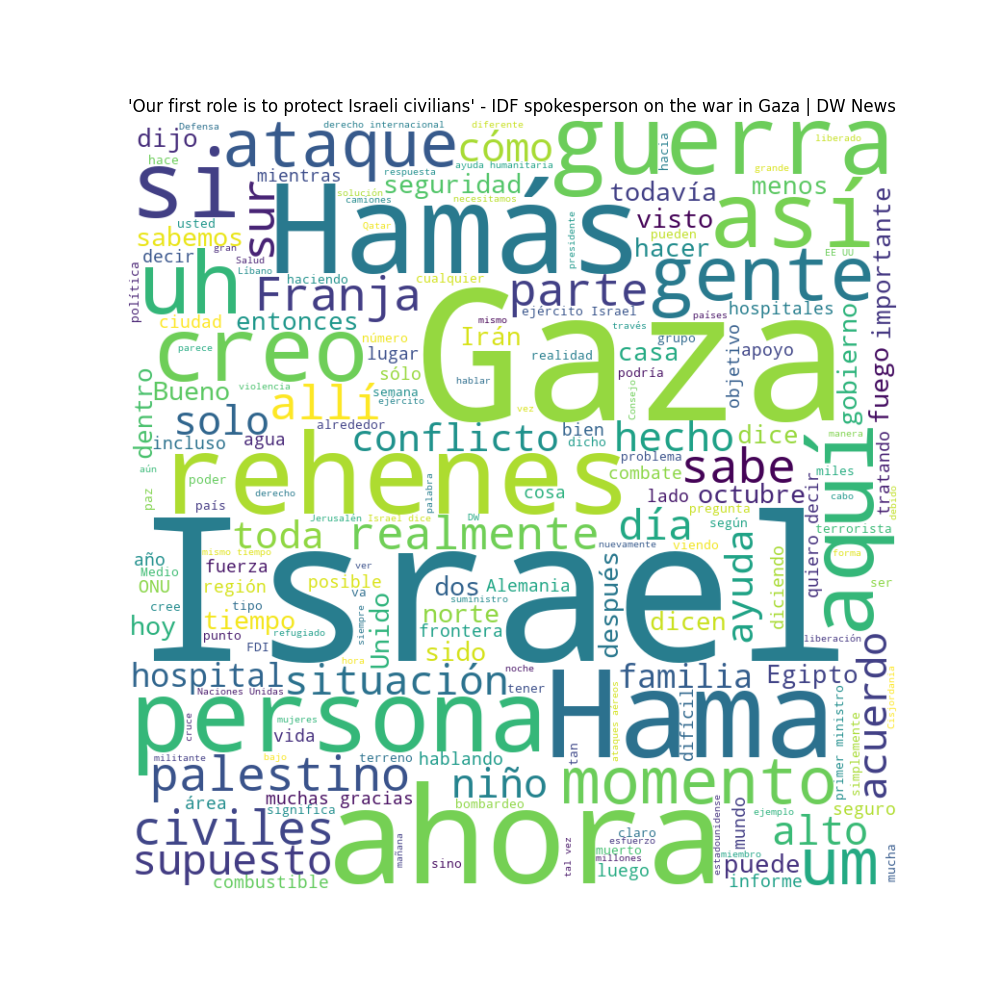 'Our first role is to protect Israeli civilians' - IDF spokesperson on the war in Gaza | DW News
Defensa
derecho internacional
diferente
guerra
liberado
dijo
ataque
cómo
hacia
hace
si
sur
mientras
ayuda humanitaria
respuesta
seguridad
todavía
menos
grande
así
solución
camiones
necesitamos
Hamás
usted
sabemos
gran
Qatar
presidente
visto
pueden
hacer
EE UU
importante
decir
Salud
Líbano
uh
haciendo
cualquier
gente
política
Franja
parte
ejército Israel
países
hospitales
ciudad
entonces
mismo
través
número
Irán
grupo
gobierno
creo
parece
lugar
realidad
casa
objetivo
apoyo
sólo
Gaza
hablar
podría
fuego
dentro
Bueno
violencia
semana
ejército
Consejo
allí
vez
solo
alrededor
conflicto
bien
dicho
hecho
dice
manera
incluso
agua
aquí
tratando
aún
poder
rehenes
problema
combate
sabe
miles
paz
país
derecho
palabra
cosa
lado
octubre
quiero decir
cabo
debido
Jerusalén
Israel dice
DW
pregunta
según
terrorista
toda
realmente
día
año
mismo tiempo
ver
nuevamente
viendo
forma
Medio
fuerza
ONU
región
posible
va
dos
Alemania
ayuda
diciendo
ser
cree
tipo
suministro
después
Israel
hoy
tiempo
siempre
Unido
norte
punto
refugiado
frontera
dicen
liberación
FDI
sido
hora
noche
hospital
situación
familia
Egipto
acuerdo
Cisjordania
Naciones Unidas
tener
persona
cruce
mujeres
Hama
ataques aéreos
difícil
primer ministro
simplemente
vida
tan
militante
bajo
terreno
hablando
palestino
niño
momento
área
muchas gracias
significa
bombardeo
estadounidense
mundo
ejemplo
seguro
civiles
ahora
mañana
claro
esfuerzo
alto
supuesto
sino
tal vez
muerto
millones
miembro
puede
um
mucha
combustible
luego
informe